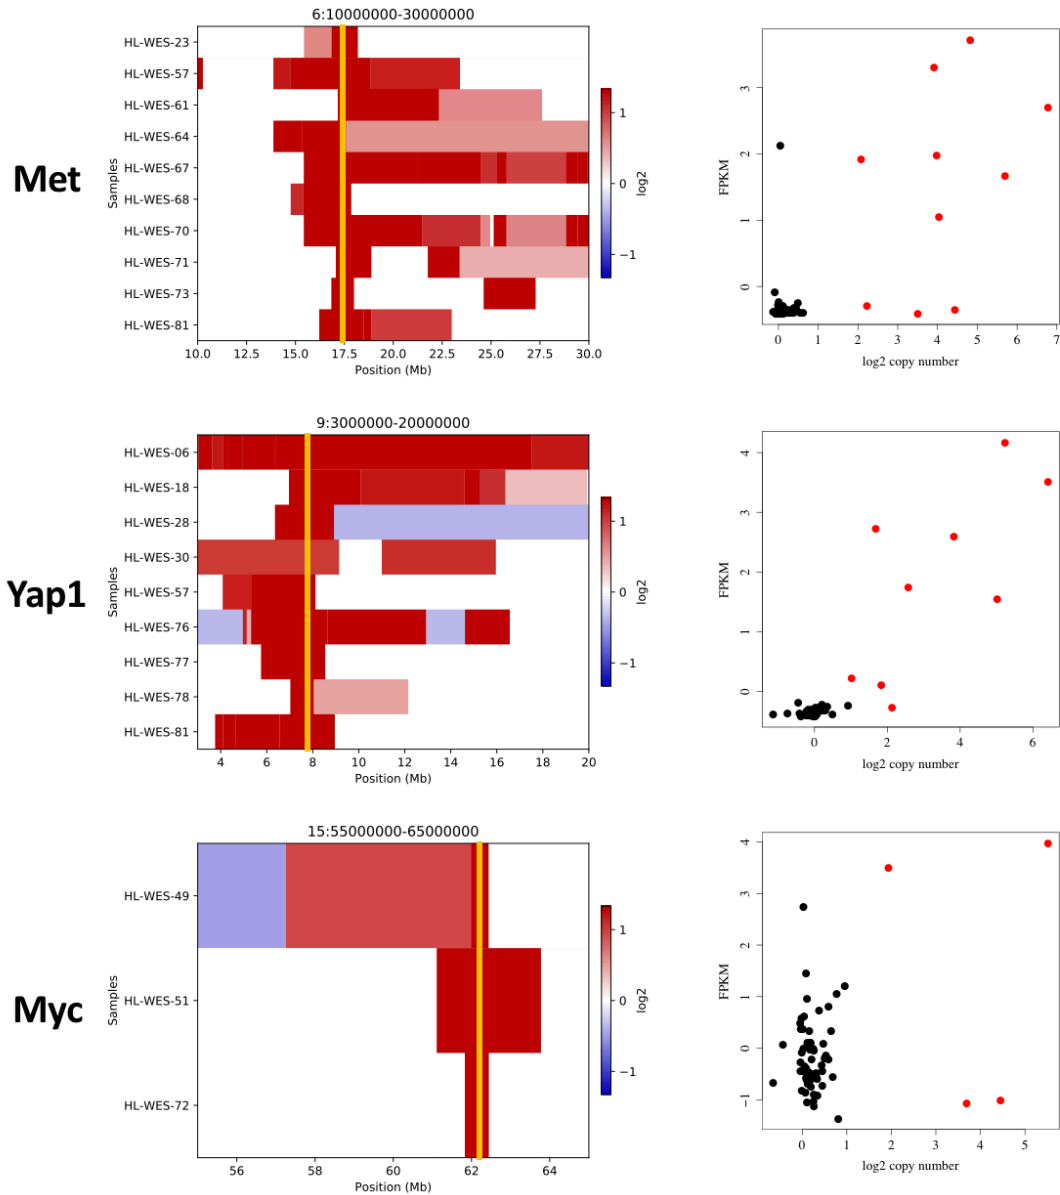 Met
6:10000000-30000000
Samples
HL-WES-23
HL-WES-57
HL-WES-61
HL-WES-64
HL-WES-67
HL-WES-68
HL-WES-70
HL-WES-71
HL-WES-73
HL-WES-81
10.0 12.5 15.0 17.5 20.0 22.5 25.0 27.5 30.0
Position (Mb)
1
0
−1
log2
FPKM
3
2
1
0
0 1 2 3 4 5 6 7
log2 copy number
Yap1
9:3000000-20000000
Samples
HL-WES-06
HL-WES-18
HL-WES-28
HL-WES-30
HL-WES-57
HL-WES-76
HL-WES-77
HL-WES-78
HL-WES-81
4 6 8 10 12 14 16 18 20
Position (Mb)
1
0
−1
log2
FPKM
4
3
2
1
0
0 2 4 6
log2 copy number
Myc
15:55000000-65000000
Samples
HL-WES-49
HL-WES-51
HL-WES-72
56 58 60 62 64
Position (Mb)
1
0
−1
log2
FPKM
4
3
2
1
0
−1
0 1 2 3 4 5
log2 copy number